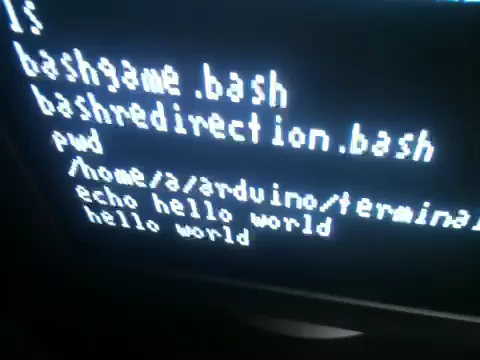 ls
bashgame.bash
bashredirection.bash
pwd
/home/a/arduino/terminal
echo hello world
hello world